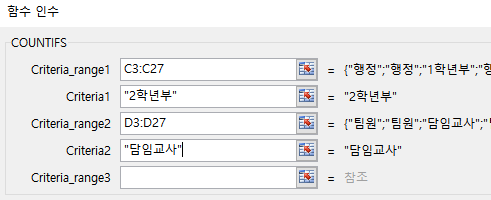 함수 인수
COUNTIFS
Criteria_range1 C3:C27 = {"행정";"행정";"1학년부";"행
Criteria1 "2학년부" = "2학년부"
Criteria_range2 D3:D27 = {"팀원";"팀원";"담임교사";"
Criteria2 "담임교사" = "담임교사"
Criteria_range3 = 참조